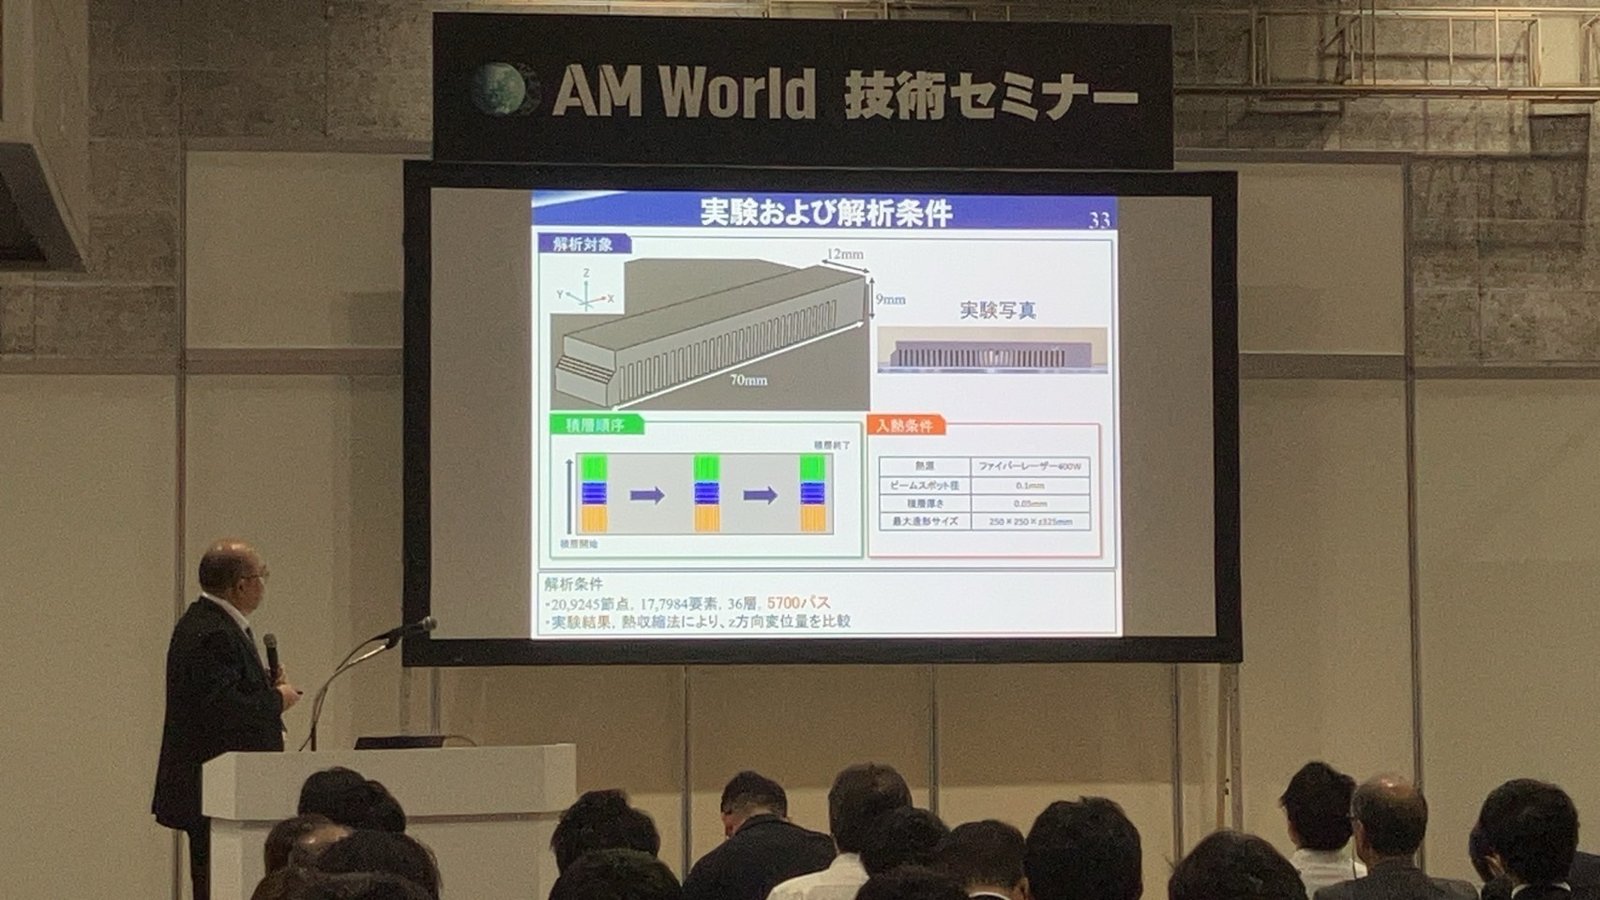 AM World 技術セミナー
実験および解析条件
33
解析対象
12mm
Z
Y
X
9mm
70mm
実験写真
積層順序
積層終了
積層開始
入熱条件
熱源 ファイバーレーザー400W
ビームスポット径 0.1mm
積層厚さ 0.05mm
最大造形サイズ 250×250×z325mm
解析条件
・20,9245節点, 17,7984要素, 36層, 5700パス
・実験結果, 熱収縮法により、z方向変位量を比較